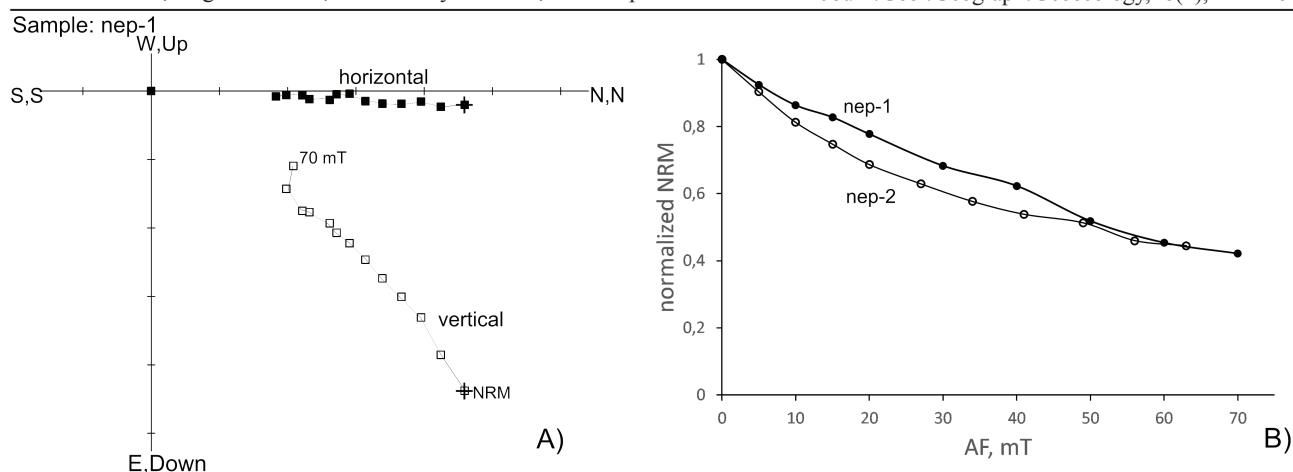 Sample: nep-1
W,Up
horizontal
S,S
N,N
70 mT
vertical
NRM
A)
E,Down
normalized NRM
1
0,8
0,6
0,4
0,2
0
nep-1
nep-2
0 10 20 30 40 50 60 70
AF, mT
B)